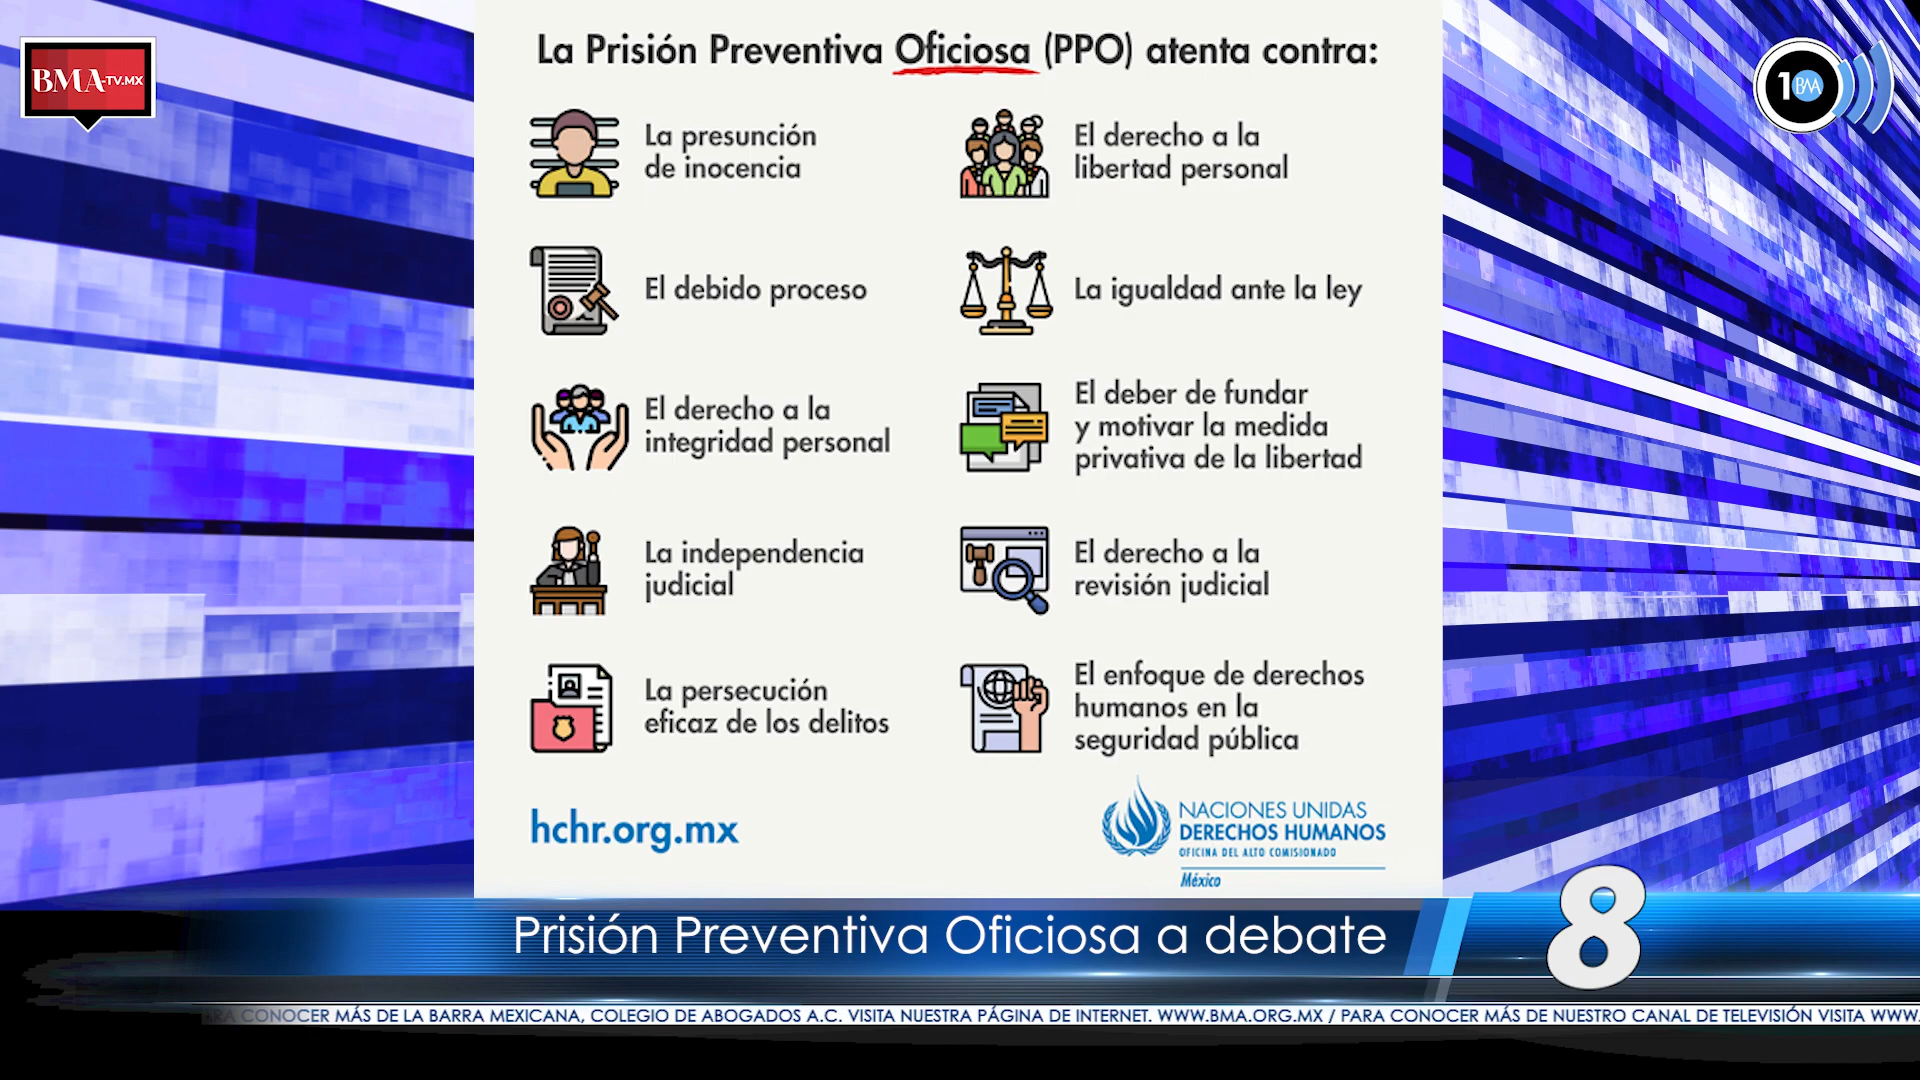 La Prisión Preventiva Oficiosa (PPO) atenta contra:
BMA-TV.MX
10 BMA
La presunción
de inocencia
El derecho a la
libertad personal
El debido proceso
La igualdad ante la ley
El derecho a la
integridad personal
El deber de fundar
y motivar la medida
privativa de la libertad
La independencia
judicial
El derecho a la
revisión judicial
La persecución
eficaz de los delitos
El enfoque de derechos
humanos en la
seguridad pública
hchr.org.mx
NACIONES UNIDAS
DERECHOS HUMANOS
OFICINA DEL ALTO COMISIONADO
México
Prisión Preventiva Oficiosa a debate
8
RA CONOCER MÁS DE LA BARRA MEXICANA, COLEGIO DE ABOGADOS A.C. VISITA NUESTRA PÁGINA DE INTERNET. WWW.BMA.ORG.MX / PARA CONOCER MÁS DE NUESTRO CANAL DE TELEVISIÓN VISITA WWW.